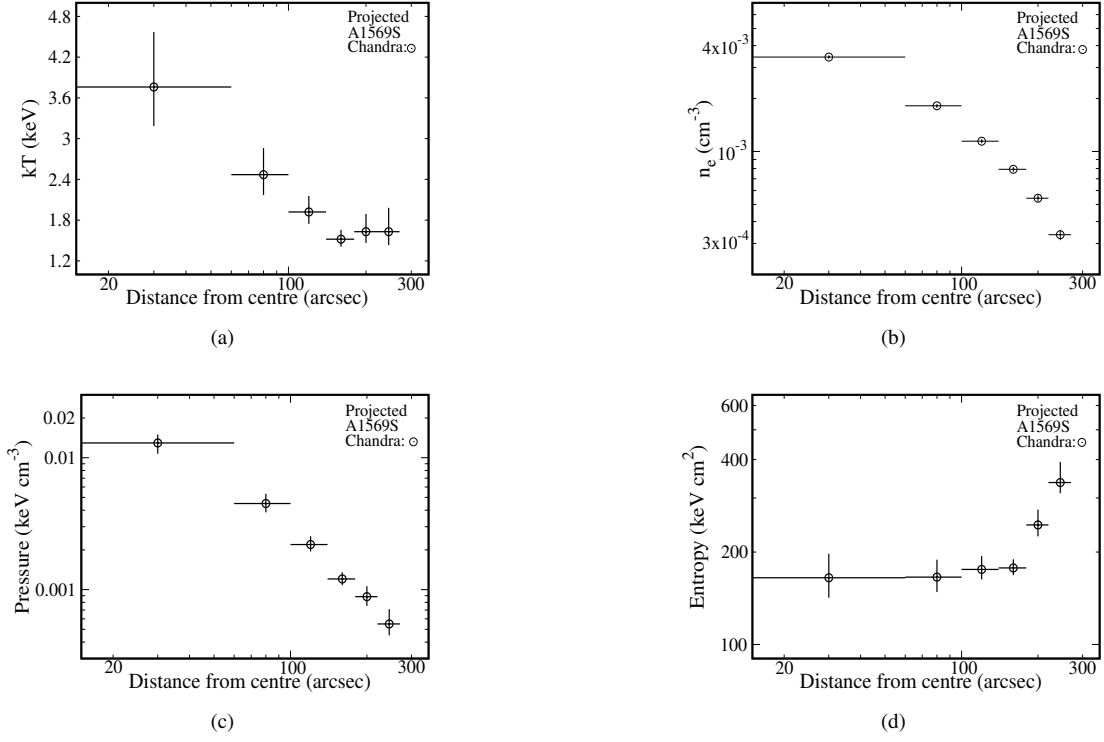 4.8
4.2
3.6
3
2.4
1.8
1.2
kT (keV)
Projected
A1569S
Chandra:⊙
20
100
300
Distance from centre (arcsec)
(a)
4×10⁻³
10⁻³
3×10⁻⁴
nₑ (cm⁻³)
Projected
A1569S
Chandra: ⊙
20
100
300
Distance from centre (arcsec)
(b)
0.02
0.01
0.001
Pressure (keV cm⁻³)
Projected
A1569S
Chandra: ⊙
20
100
300
Distance from centre (arcsec)
(c)
600
400
200
100
Entropy (keV cm²)
Projected
A1569S
Chandra:⊙
20
100
300
Distance from centre (arcsec)
(d)